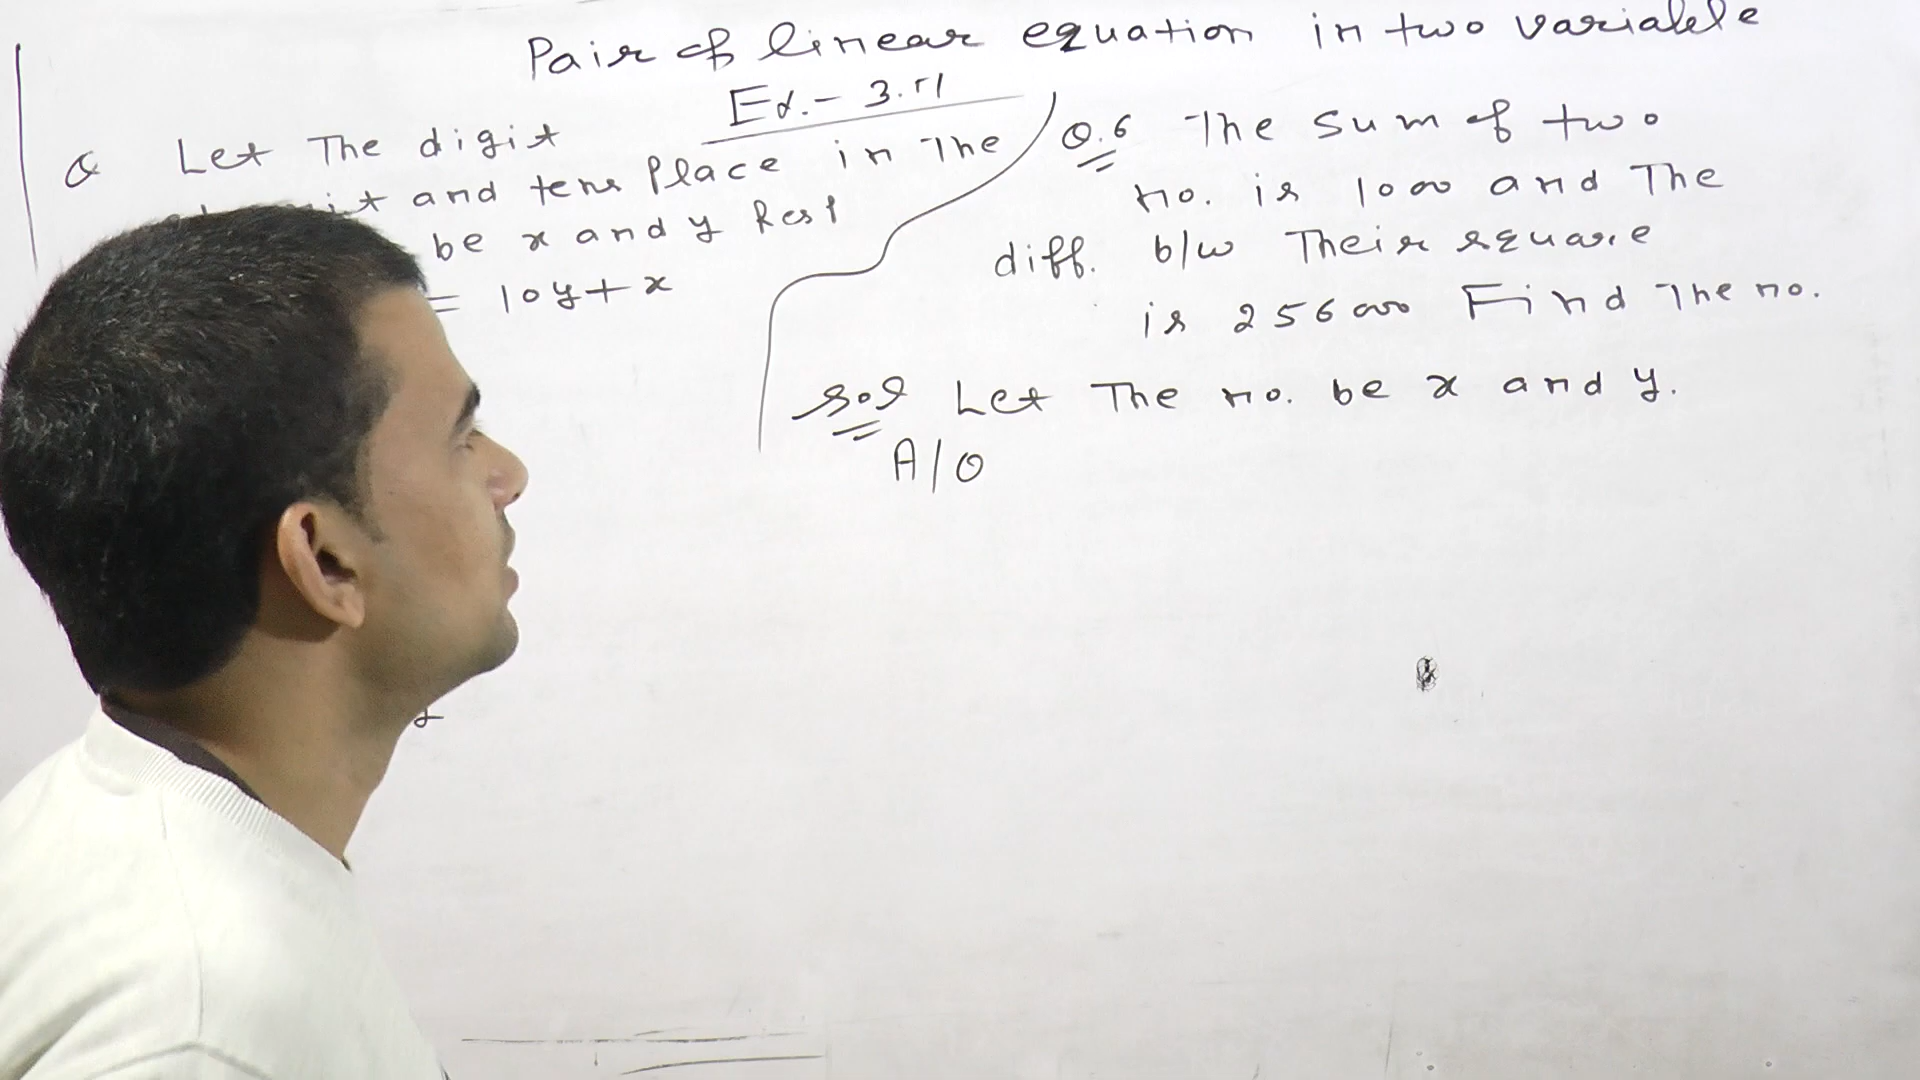 Pair of linear equation in two variable
Ex.- 3.
Q Let The digit
and tens Place in The
be x and y Resp
= 10y+x
Q.6 The Sum of two
no. is 1000 and The
diff. b/w Their square
is 256000 Find The no.
Sol Let The no. be x and y.
A/Q